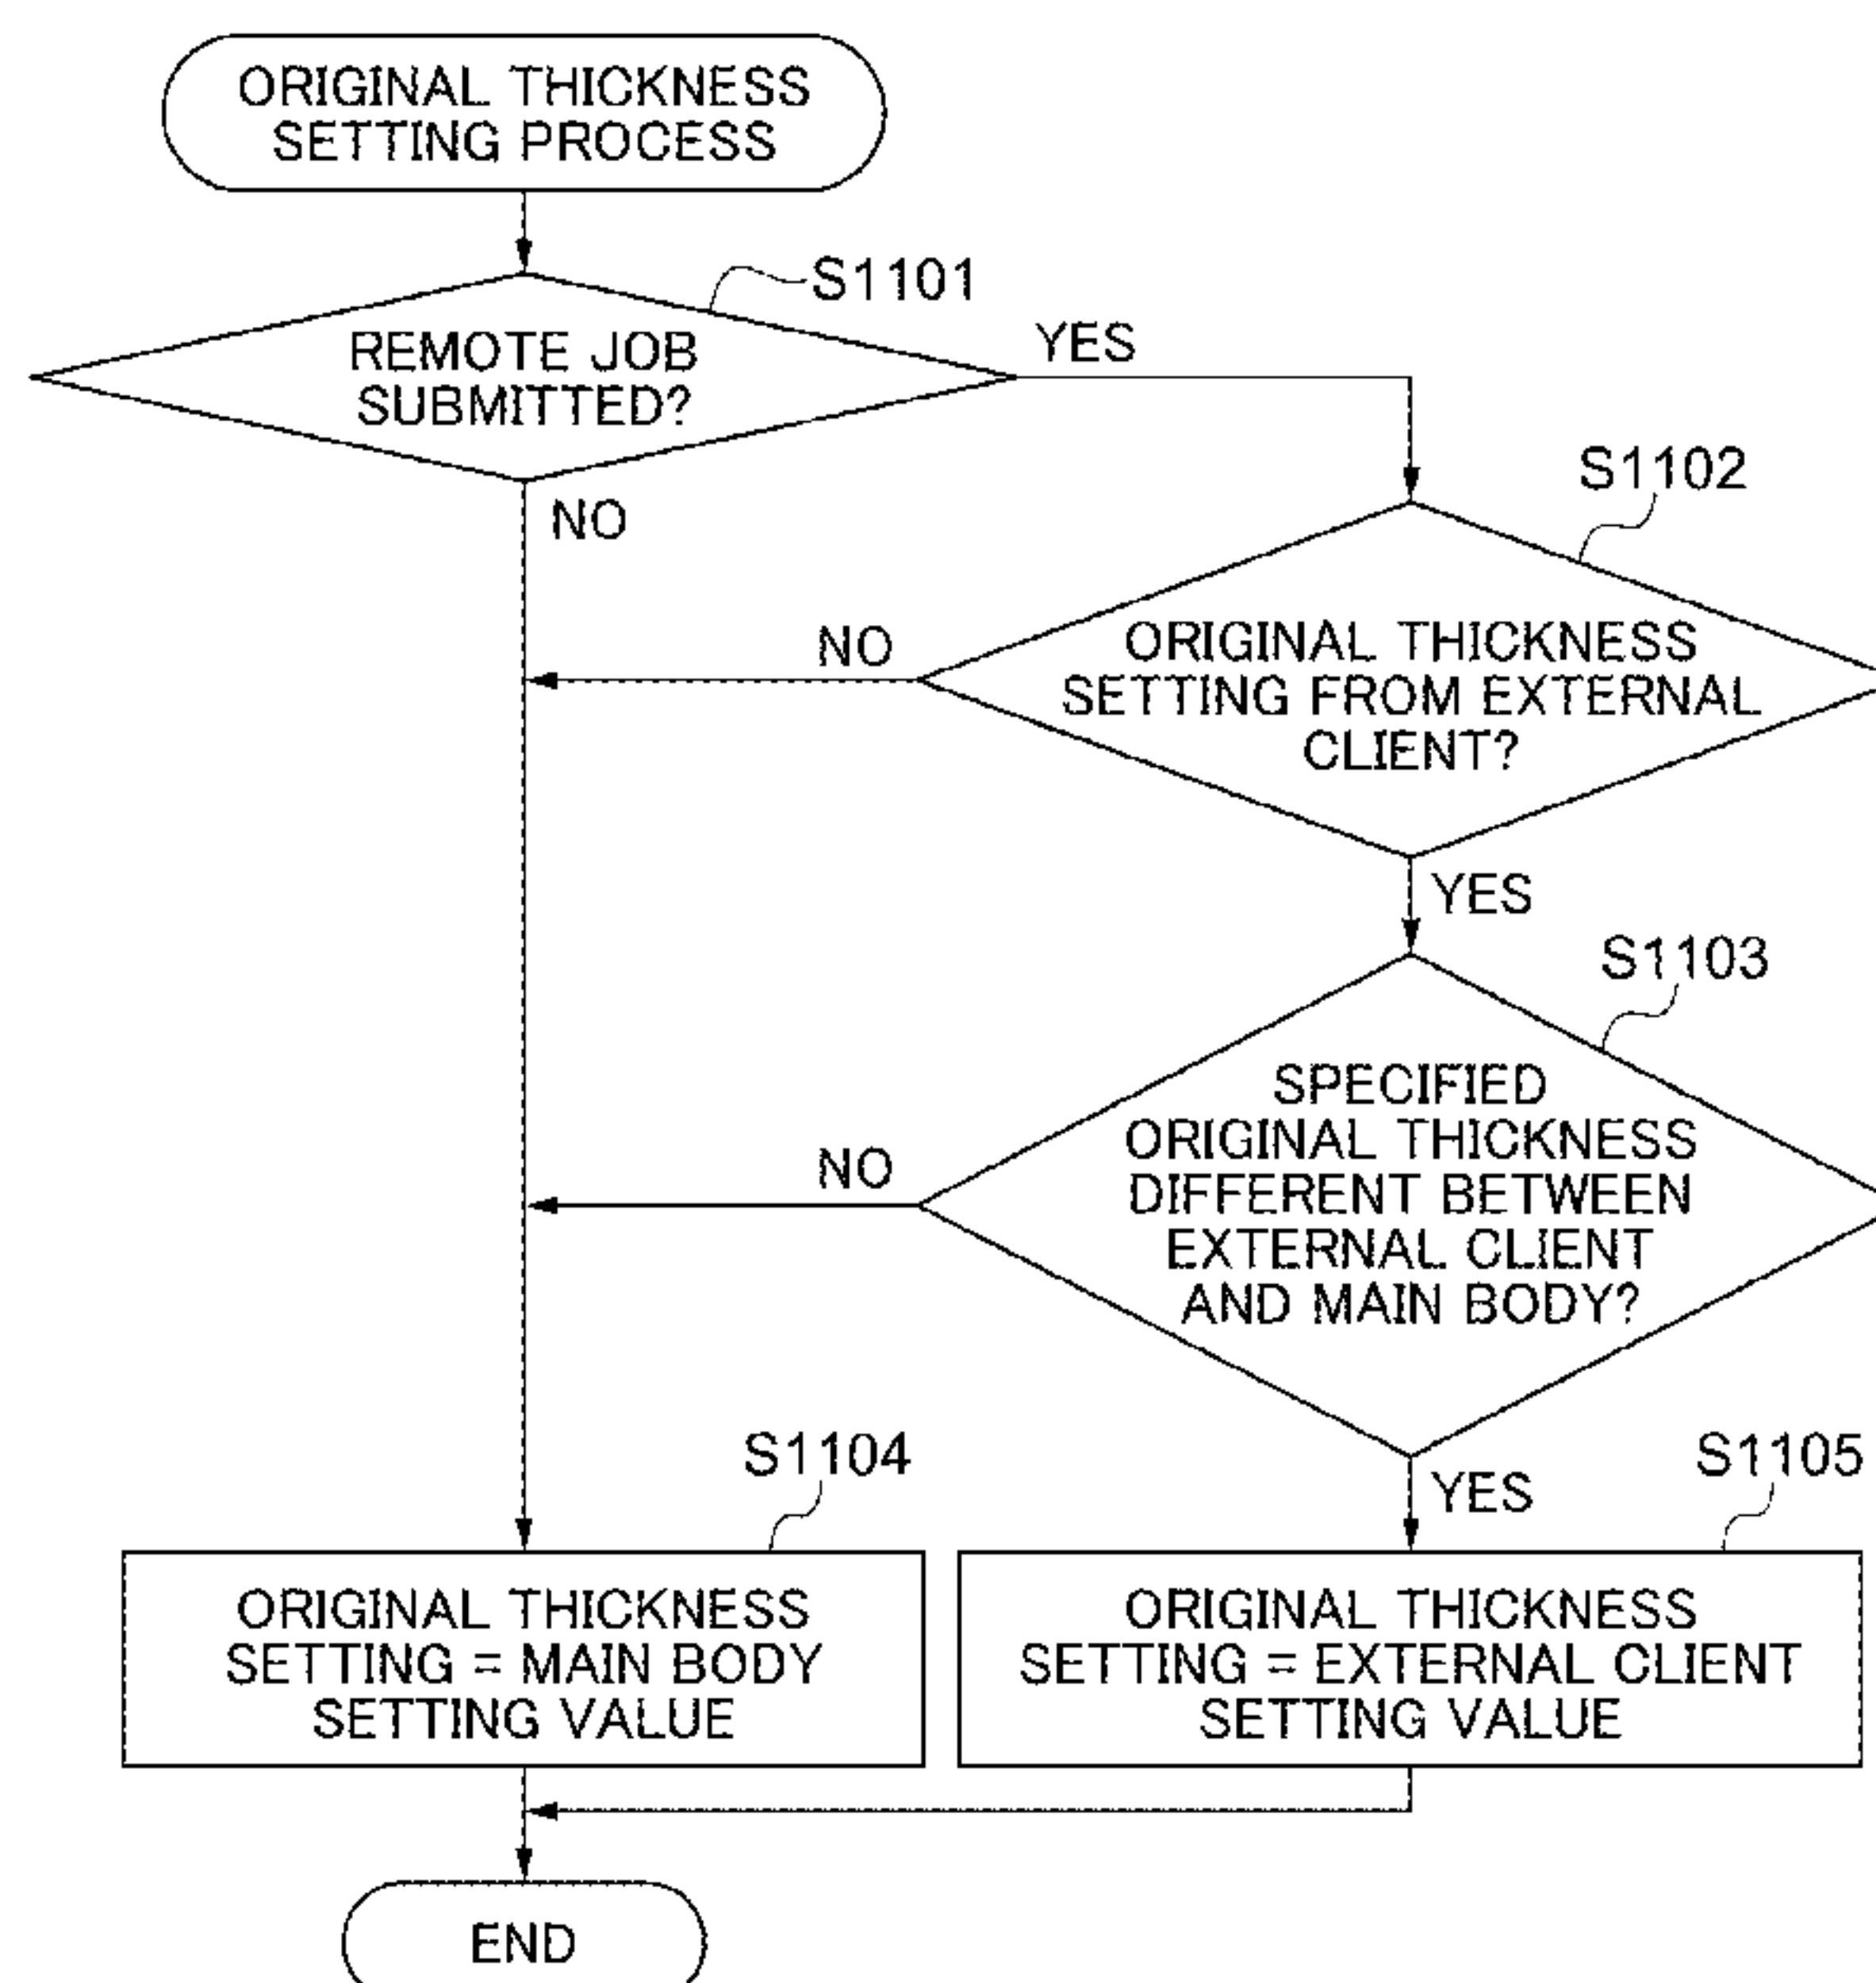 ORIGINAL THICKNESS
SETTING PROCESS
S1101
REMOTE JOB
SUBMITTED?
YES
NO
S1102
ORIGINAL THICKNESS
SETTING FROM EXTERNAL
CLIENT?
NO
YES
S1103
SPECIFIED
ORIGINAL THICKNESS
DIFFERENT BETWEEN
EXTERNAL CLIENT
AND MAIN BODY?
NO
YES
S1104
ORIGINAL THICKNESS
SETTING = MAIN BODY
SETTING VALUE
S1105
ORIGINAL THICKNESS
SETTING = EXTERNAL CLIENT
SETTING VALUE
END